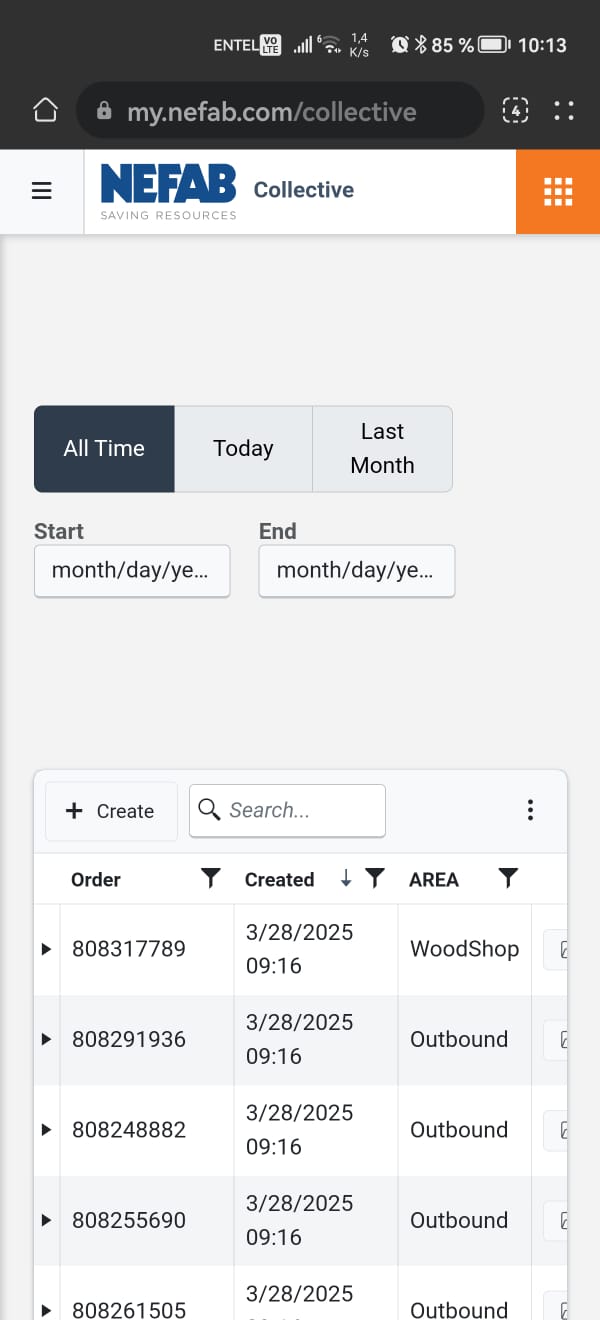 ENTEL VO LTE 6 1,4 K/s 85 % 10:13
my.nefab.com/collective 4
NEFAB Collective
SAVING RESOURCES
All Time Today Last Month
Start End
month/day/ye... month/day/ye...
+ Create Search...
Order Created ↓ AREA
808317789 3/28/2025 09:16 WoodShop
808291936 3/28/2025 09:16 Outbound
808248882 3/28/2025 09:16 Outbound
808255690 3/28/2025 09:16 Outbound
808261505 3/28/2025 Outbound